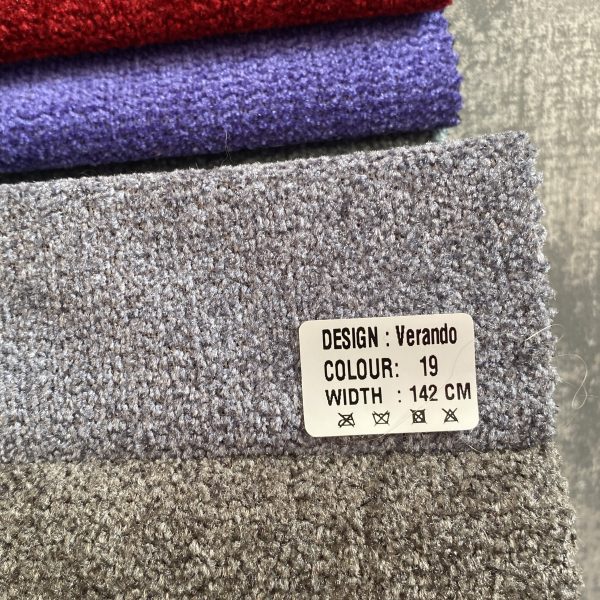 DESIGN : Verando
COLOUR: 19
WIDTH : 142 CM